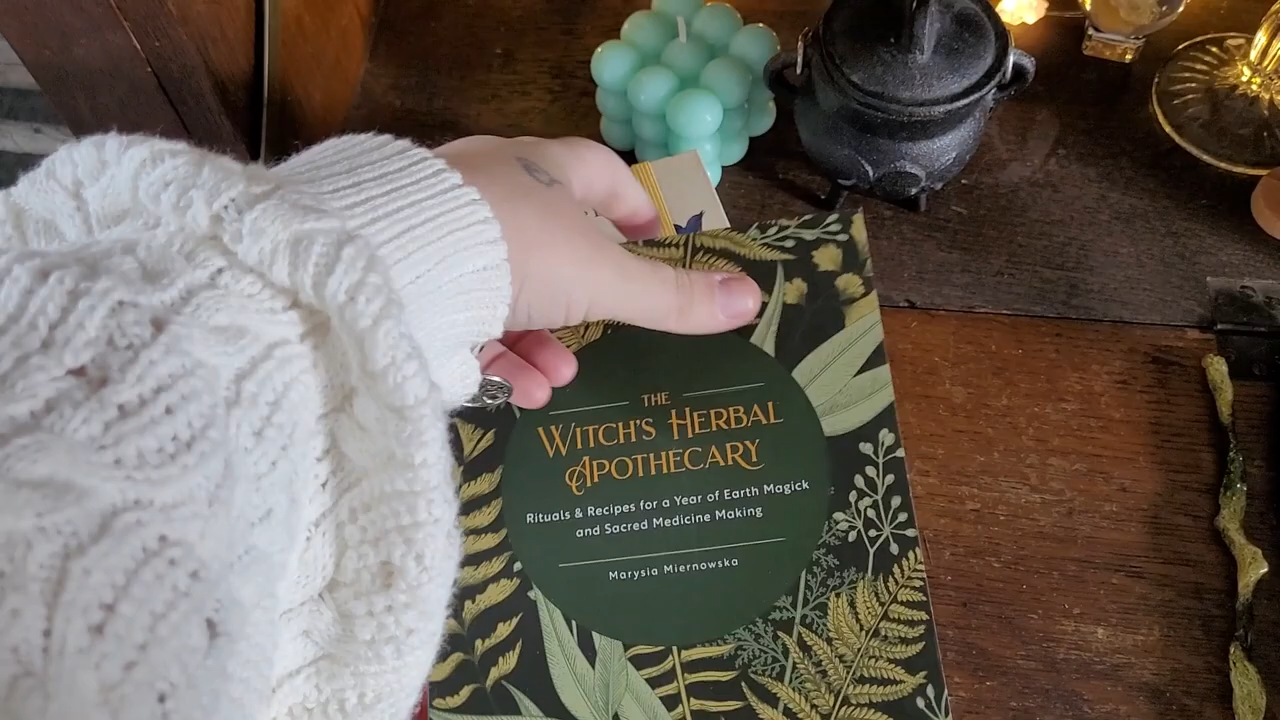 THE
WITCH'S HERBAL
APOTHECARY
Rituals & Recipes for a Year of Earth Magick
and Sacred Medicine Making
Marysia Miernowska